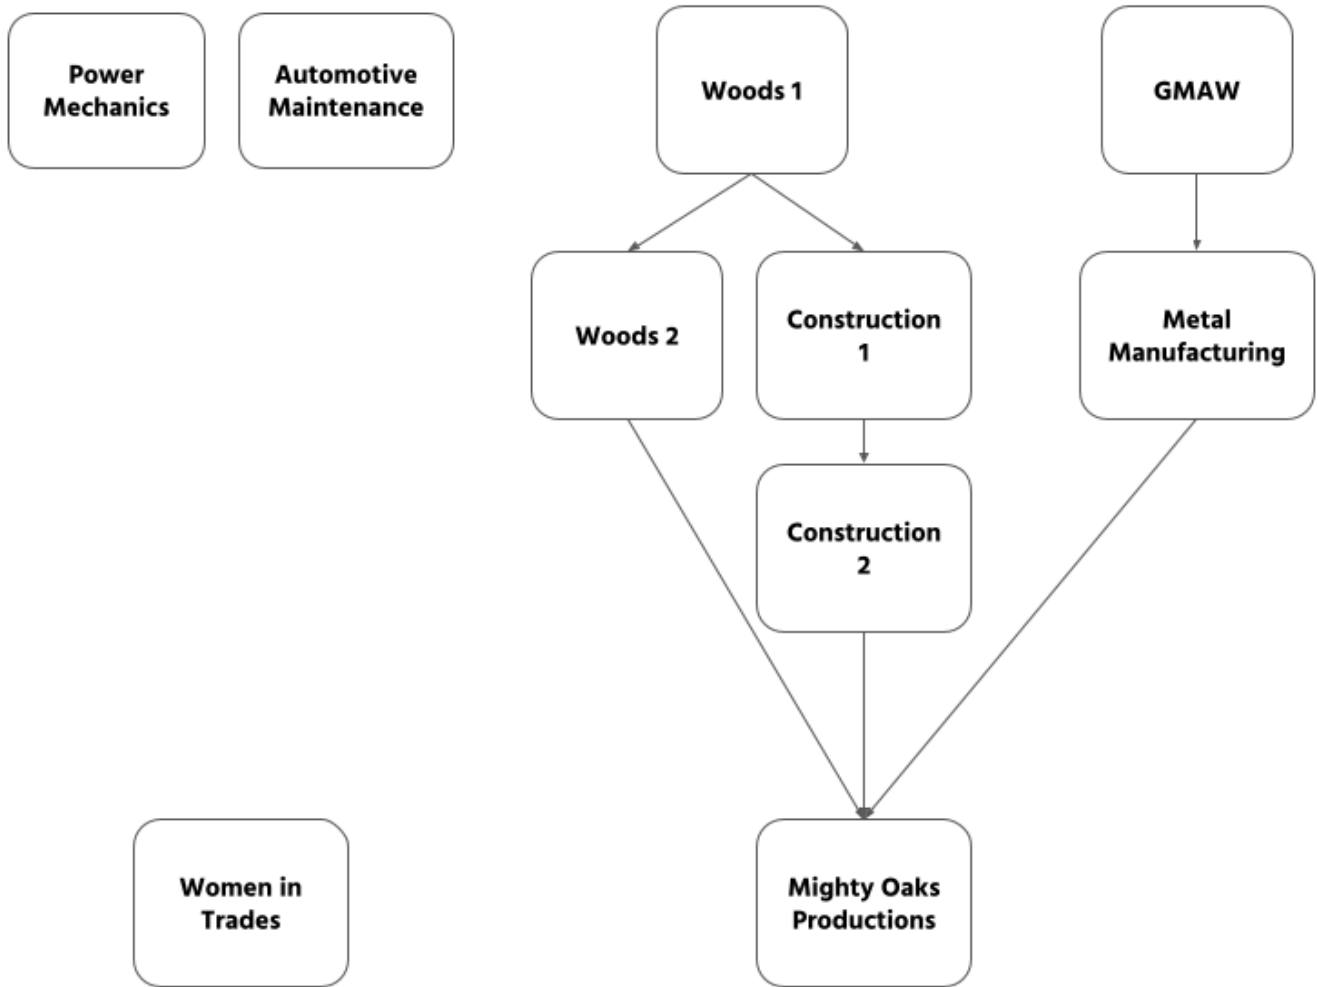 Power
Mechanics
Automotive
Maintenance
Woods 1
GMAW
Woods 2
Construction
1
Metal
Manufacturing
Construction
2
Women in
Trades
Mighty Oaks
Productions